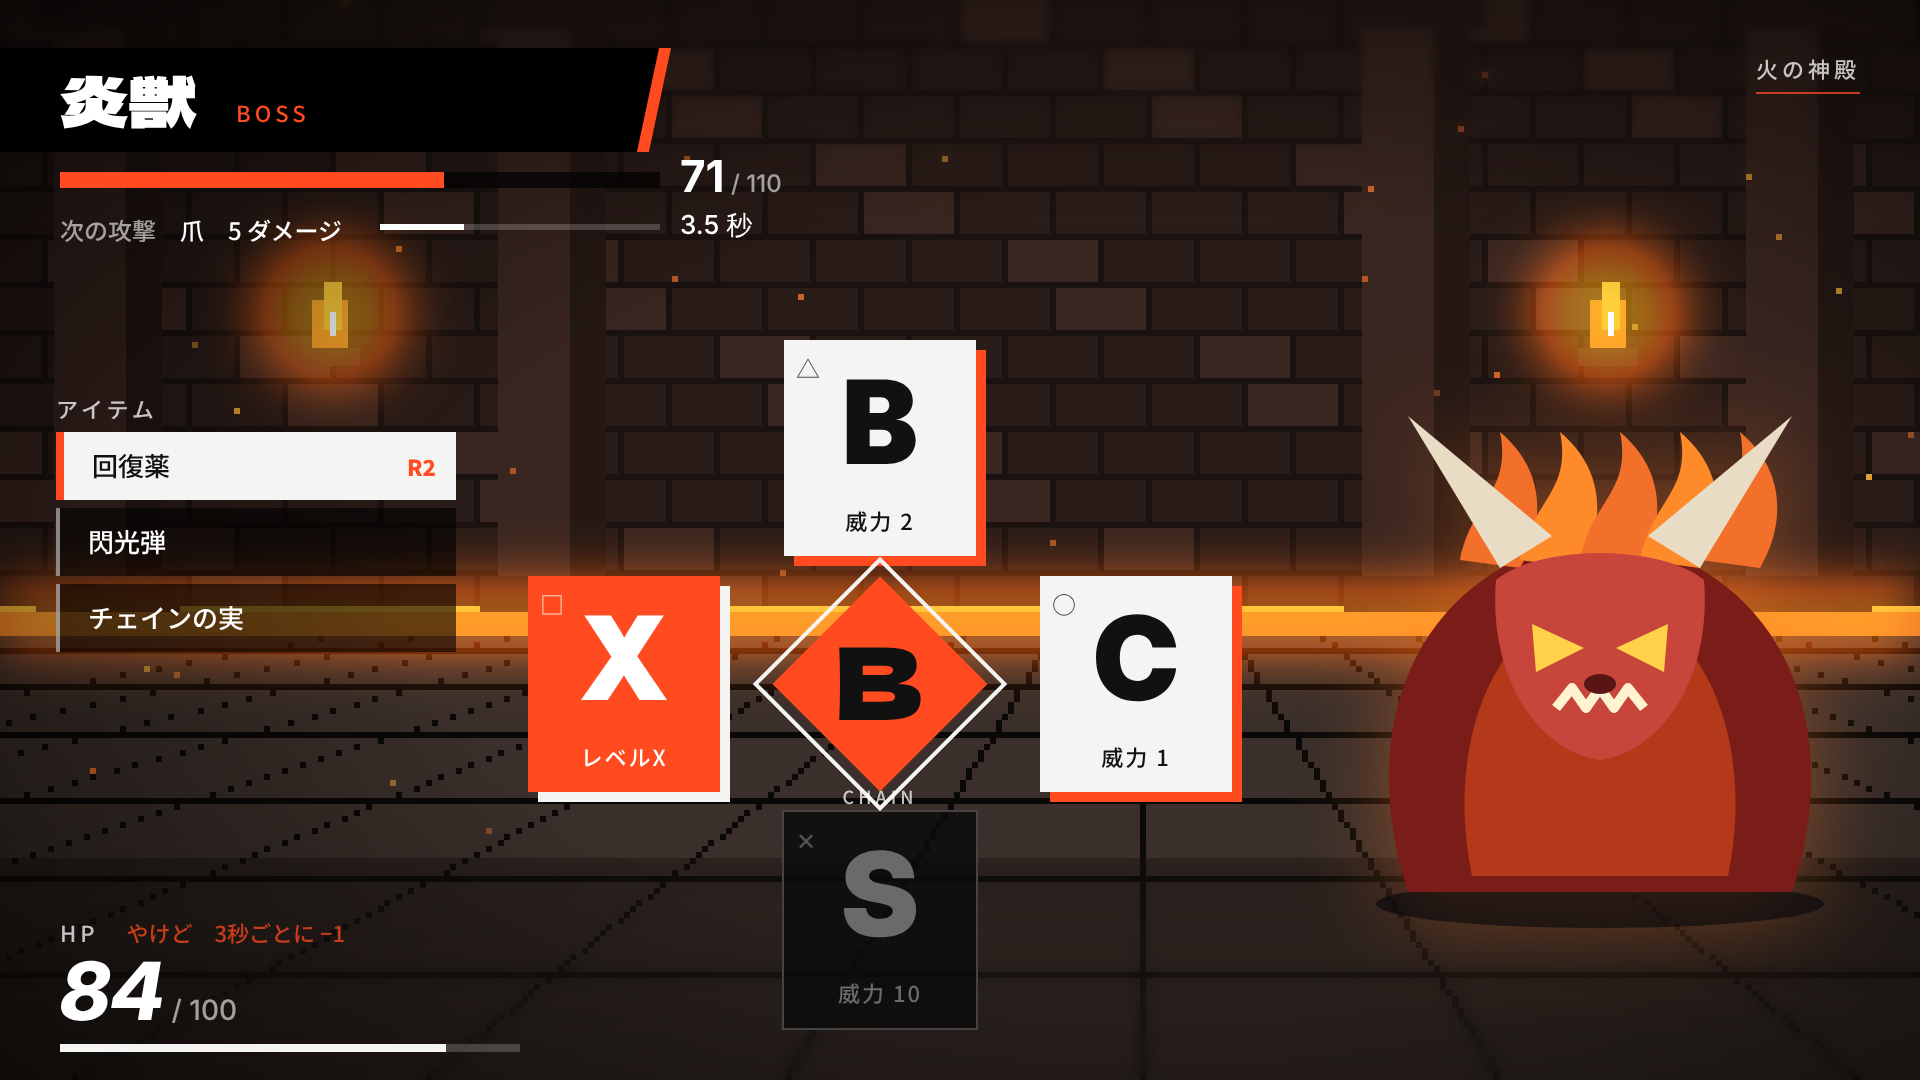 炎獣 BOSS
火の神殿
71 / 110
次の攻撃 爪 5 ダメージ 3.5 秒
アイテム
回復薬 R2
閃光弾
チェインの実
△ B
威力 2
□ X
レベルX
B
CHAIN
○ C
威力 1
× S
威力 10
HP やけど 3秒ごとに −1
84 / 100